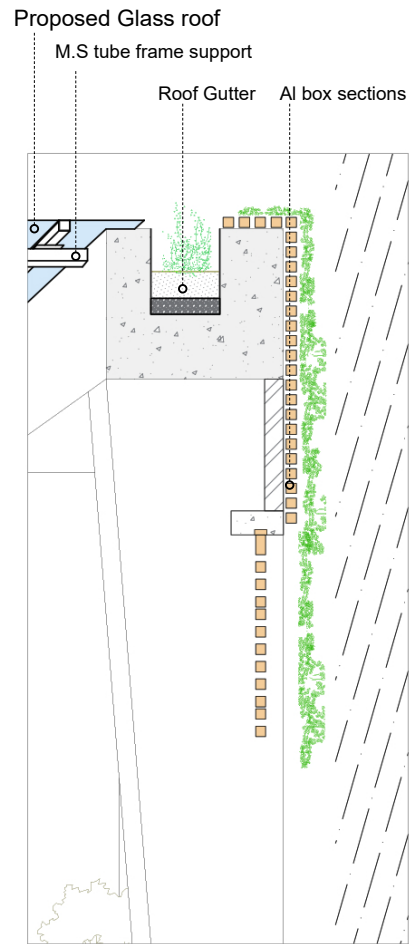 Proposed Glass roof
M.S tube frame support
Roof Gutter
Al box sections